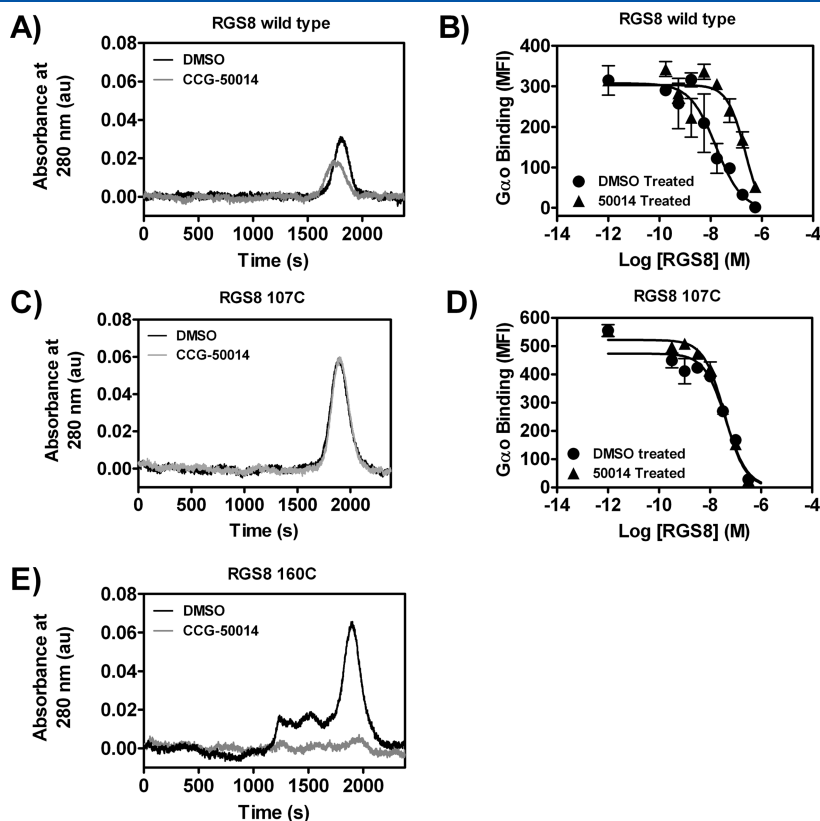 A)
RGS8 wild type
DMSO
CCG-50014
0.08
0.06
0.04
0.02
0.00
Absorbance at
280 nm (au)
0 500 1000 1500 2000
Time (s)
B)
RGS8 wild type
400
300
200
100
0
Gαo Binding (MFI)
DMSO Treated
50014 Treated
-14 -12 -10 -8 -6 -4
Log [RGS8] (M)
C)
RGS8 107C
DMSO
CCG-50014
0.08
0.06
0.04
0.02
0.00
Absorbance at
280 nm (au)
0 500 1000 1500 2000
Time (s)
D)
RGS8 107C
600
500
400
300
200
100
0
Gαo Binding (MFI)
DMSO treated
50014 Treated
-14 -12 -10 -8 -6 -4
Log [RGS8] (M)
E)
RGS8 160C
DMSO
CCG-50014
0.08
0.06
0.04
0.02
0.00
Absorbance at
280 nm (au)
0 500 1000 1500 2000
Time (s)